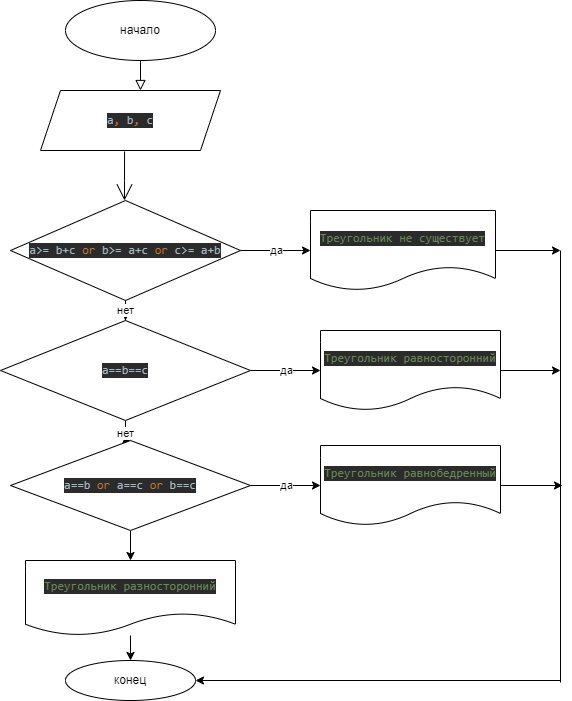 начало
a, b, c
a>= b+c or b>= a+c or c>= a+b
да
Треугольник не существует
нет
a==b==c
да
Треугольник равносторонний
нет
a==b or a==c or b==c
да
Треугольник равнобедренный
Треугольник разносторонний
конец